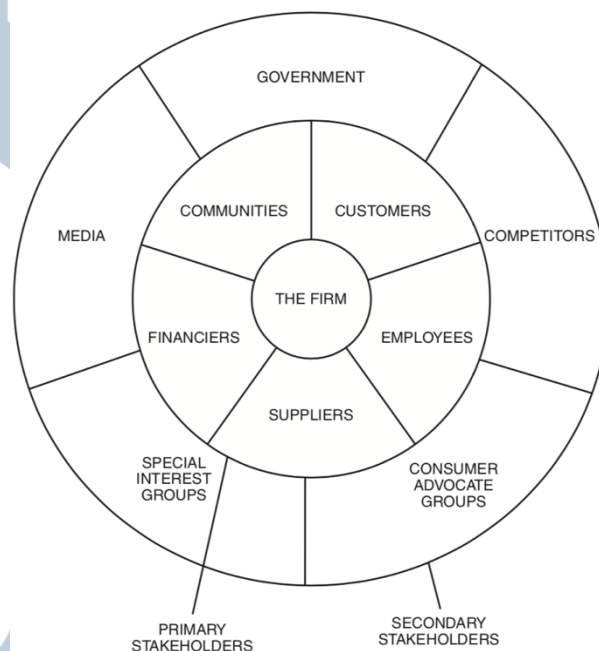 GOVERNMENT
COMMUNITIES
CUSTOMERS
MEDIA
COMPETITORS
THE FIRM
FINANCIERS
EMPLOYEES
SUPPLIERS
SPECIAL
INTEREST
GROUPS
CONSUMER
ADVOCATE
GROUPS
PRIMARY
STAKEHOLDERS
SECONDARY
STAKEHOLDERS